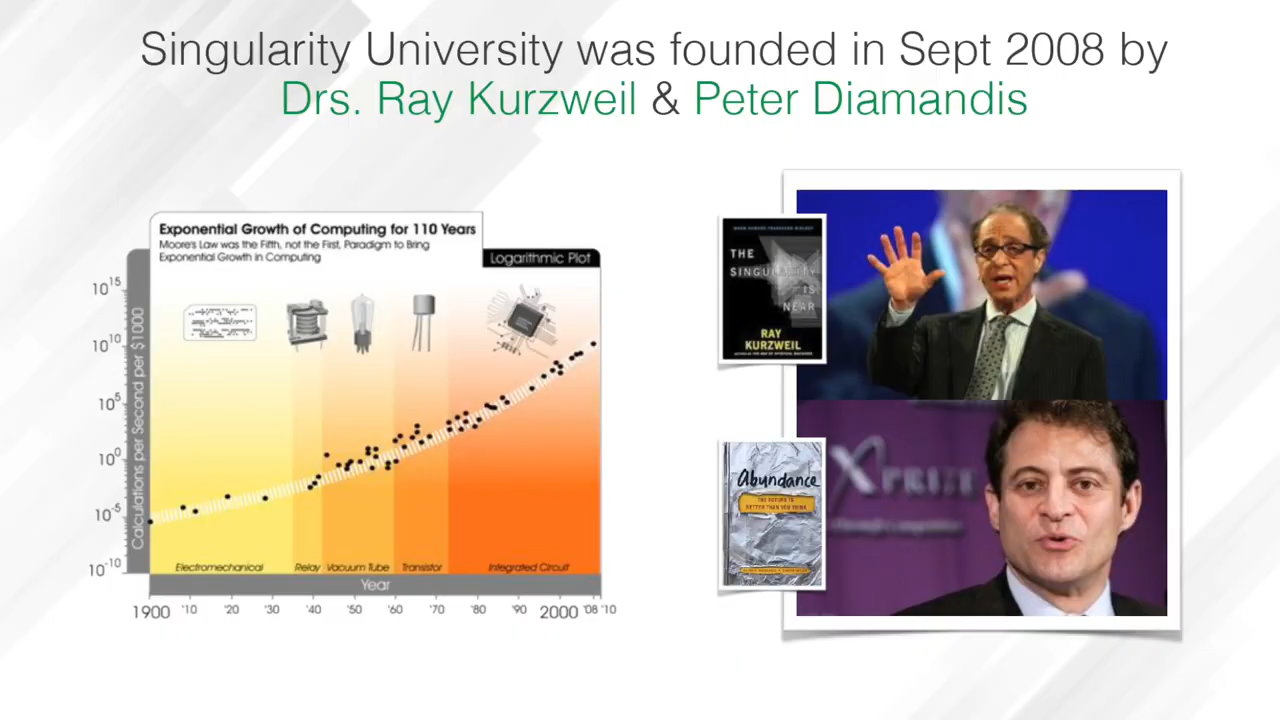 Singularity University was founded in Sept 2008 by
Drs. Ray Kurzweil & Peter Diamandis
Exponential Growth of Computing for 110 Years
Moore's Law was the Fifth, not the First, Paradigm to Bring
Exponential Growth in Computing
Logarithmic Plot
Calculations per Second per $1000
10¹⁵
10¹⁰
10⁵
10⁰
10⁻⁵
10⁻¹⁰
Electromechanical Relay Vacuum Tube Transistor Integrated Circuit
Year
1900 '10 '20 '30 '40 '50 '60 '70 '80 '90 2000 '08 '10
THE
SINGULARITY
IS
NEAR
RAY
KURZWEIL
Abundance
THE FUTURE IS
BETTER THAN YOU THINK
XPRIZE